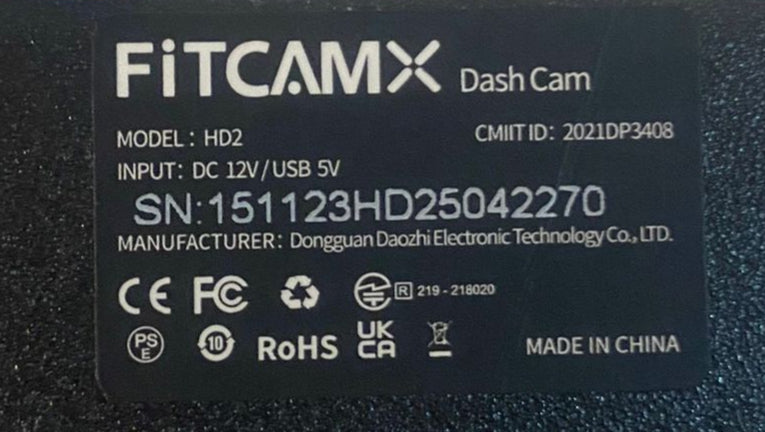 FiTCAMX Dash Cam
MODEL : HD2 CMIIT ID: 2021DP3408
INPUT: DC 12V/USB 5V
SN:151123HD25042270
MANUFACTURER: Dongguan Daozhi Electronic Technology Co., LTD.
CE FC R 219 - 218020
PS E 10 RoHS UK CA MADE IN CHINA